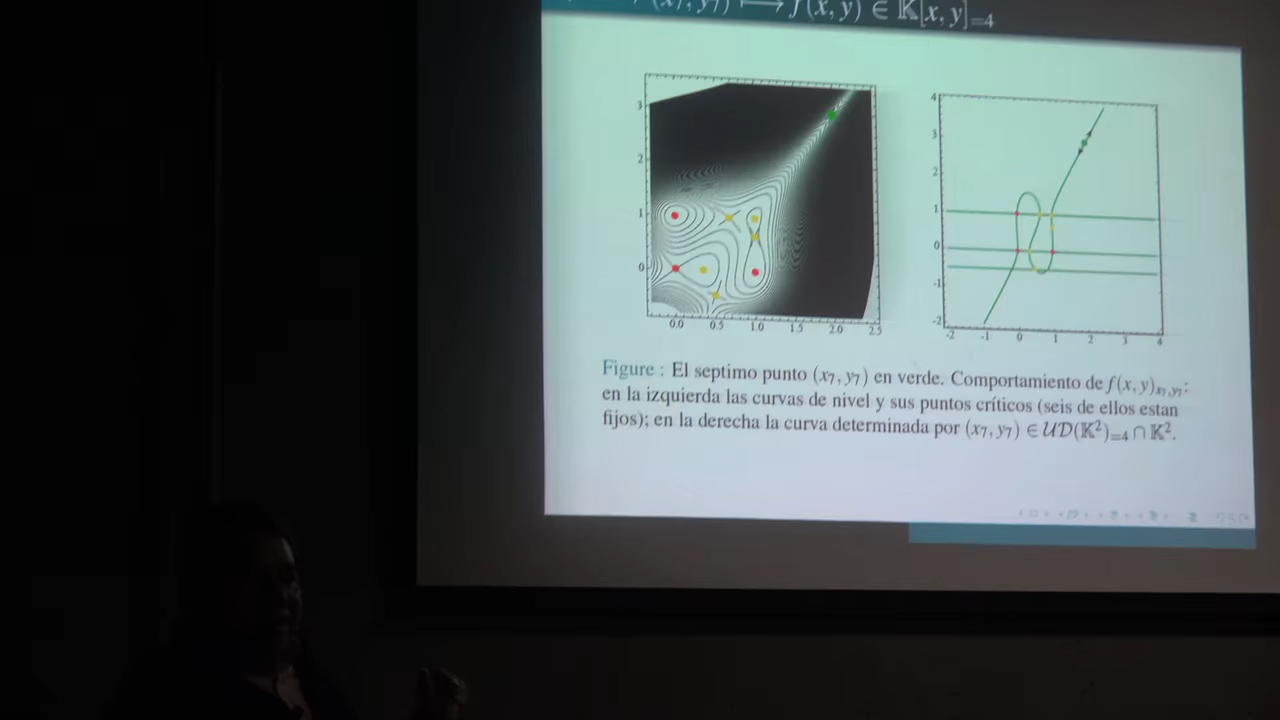 (x₇, y₇) ⟼ f(x, y) ∈ 𝕂[x, y]₌₄
3
2
1
0
0.0 0.5 1.0 1.5 2.0 2.5
4
3
2
1
0
-1
-2
-2 -1 0 1 2 3 4
Figure : El septimo punto (x₇, y₇) en verde. Comportamiento de f(x, y)ₓ₇,ᵧ₇:
en la izquierda las curvas de nivel y sus puntos críticos (seis de ellos estan
fijos); en la derecha la curva determinada por (x₇, y₇) ∈ 𝒰𝒟(𝕂²)₌₄ ∩ 𝕂².